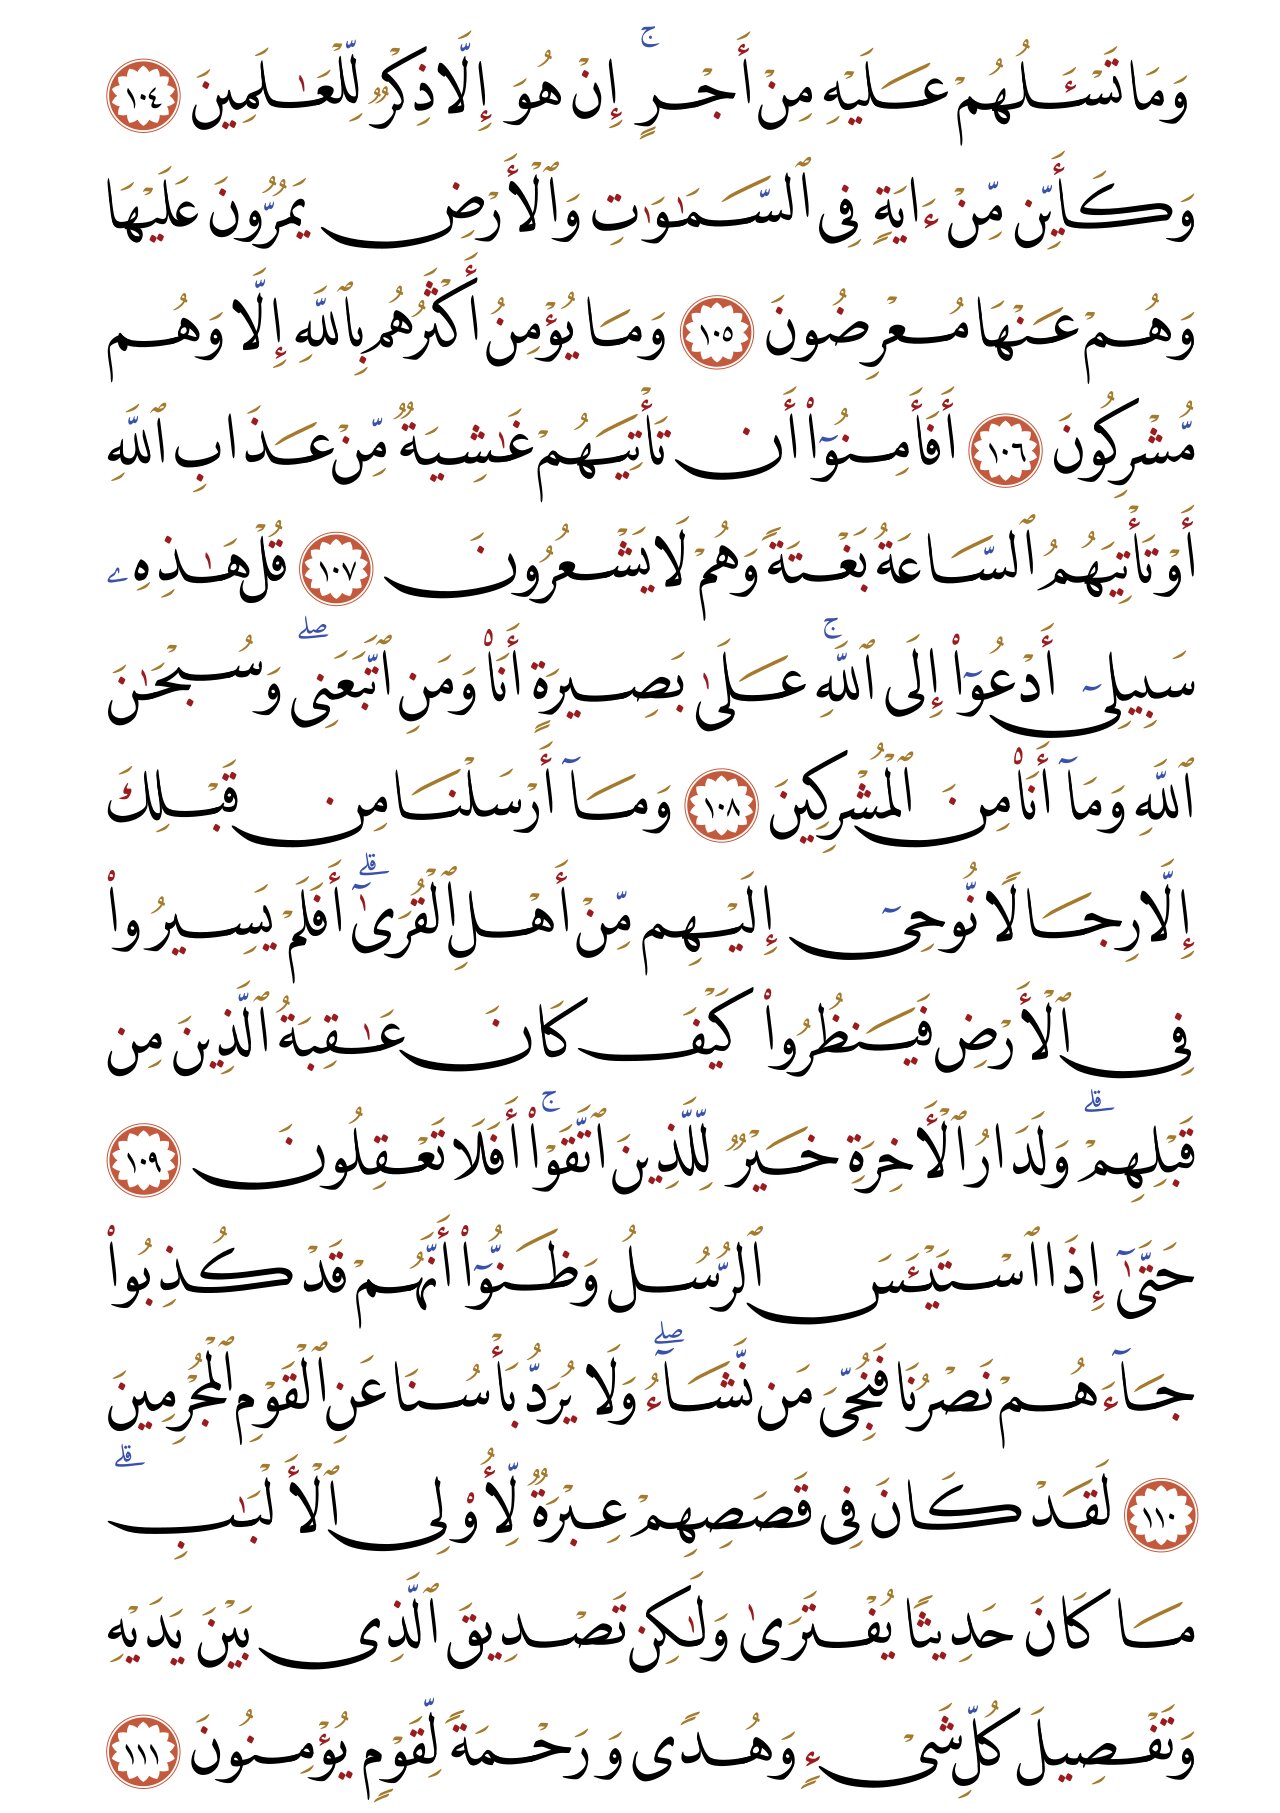 وَمَا تَسْـَٔلُهُمْ عَلَيْهِ مِنْ أَجْرٍ ۚ إِنْ هُوَ إِلَّا ذِكْرٌ لِّلْعَـٰلَمِينَ ١٠٤
وَكَأَيِّن مِّنْ ءَايَةٍ فِى ٱلسَّمَـٰوَٰتِ وَٱلْأَرْضِ يَمُرُّونَ عَلَيْهَا
وَهُمْ عَنْهَا مُعْرِضُونَ ١٠٥ وَمَا يُؤْمِنُ أَكْثَرُهُم بِٱللَّهِ إِلَّا وَهُم
مُّشْرِكُونَ ١٠٦ أَفَأَمِنُوٓا۟ أَن تَأْتِيَهُمْ غَـٰشِيَةٌ مِّنْ عَذَابِ ٱللَّهِ
أَوْ تَأْتِيَهُمُ ٱلسَّاعَةُ بَغْتَةً وَهُمْ لَا يَشْعُرُونَ ١٠٧ قُلْ هَـٰذِهِۦ
سَبِيلِىٓ أَدْعُوٓا۟ إِلَى ٱللَّهِ ۚ عَلَىٰ بَصِيرَةٍ أَنَا۠ وَمَنِ ٱتَّبَعَنِى ۖ وَسُبْحَـٰنَ
ٱللَّهِ وَمَآ أَنَا۠ مِنَ ٱلْمُشْرِكِينَ ١٠٨ وَمَآ أَرْسَلْنَا مِن قَبْلِكَ
إِلَّا رِجَالًا نُّوحِىٓ إِلَيْهِم مِّنْ أَهْلِ ٱلْقُرَىٰٓ ۗ أَفَلَمْ يَسِيرُوا۟
فِى ٱلْأَرْضِ فَيَنظُرُوا۟ كَيْفَ كَانَ عَـٰقِبَةُ ٱلَّذِينَ مِن
قَبْلِهِمْ ۗ وَلَدَارُ ٱلْأَخِرَةِ خَيْرٌ لِّلَّذِينَ ٱتَّقَوْا۟ ۚ أَفَلَا تَعْقِلُونَ ١٠٩
حَتَّىٰٓ إِذَا ٱسْتَيْـَٔسَ ٱلرُّسُلُ وَظَنُّوٓا۟ أَنَّهُمْ قَدْ كُذِبُوا۟
جَآءَهُمْ نَصْرُنَا فَنُجِّىَ مَن نَّشَآءُ ۖ وَلَا يُرَدُّ بَأْسُنَا عَنِ ٱلْقَوْمِ ٱلْمُجْرِمِينَ
١١٠ لَقَدْ كَانَ فِى قَصَصِهِمْ عِبْرَةٌ لِّأُو۟لِى ٱلْأَلْبَـٰبِ ۗ
مَا كَانَ حَدِيثًا يُفْتَرَىٰ وَلَـٰكِن تَصْدِيقَ ٱلَّذِى بَيْنَ يَدَيْهِ
وَتَفْصِيلَ كُلِّ شَىْءٍ وَهُدًى وَرَحْمَةً لِّقَوْمٍ يُؤْمِنُونَ ١١١